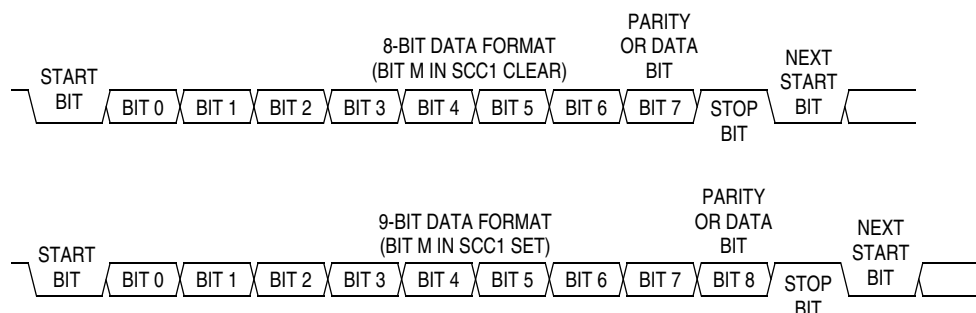 8-BIT DATA FORMAT
(BIT M IN SCC1 CLEAR)
PARITY
OR DATA
BIT
START
BIT
BIT 0 BIT 1 BIT 2 BIT 3 BIT 4 BIT 5 BIT 6 BIT 7
STOP
BIT
NEXT
START
BIT
9-BIT DATA FORMAT
(BIT M IN SCC1 SET)
PARITY
OR DATA
BIT
START
BIT
BIT 0 BIT 1 BIT 2 BIT 3 BIT 4 BIT 5 BIT 6 BIT 7 BIT 8
STOP
BIT
NEXT
START
BIT